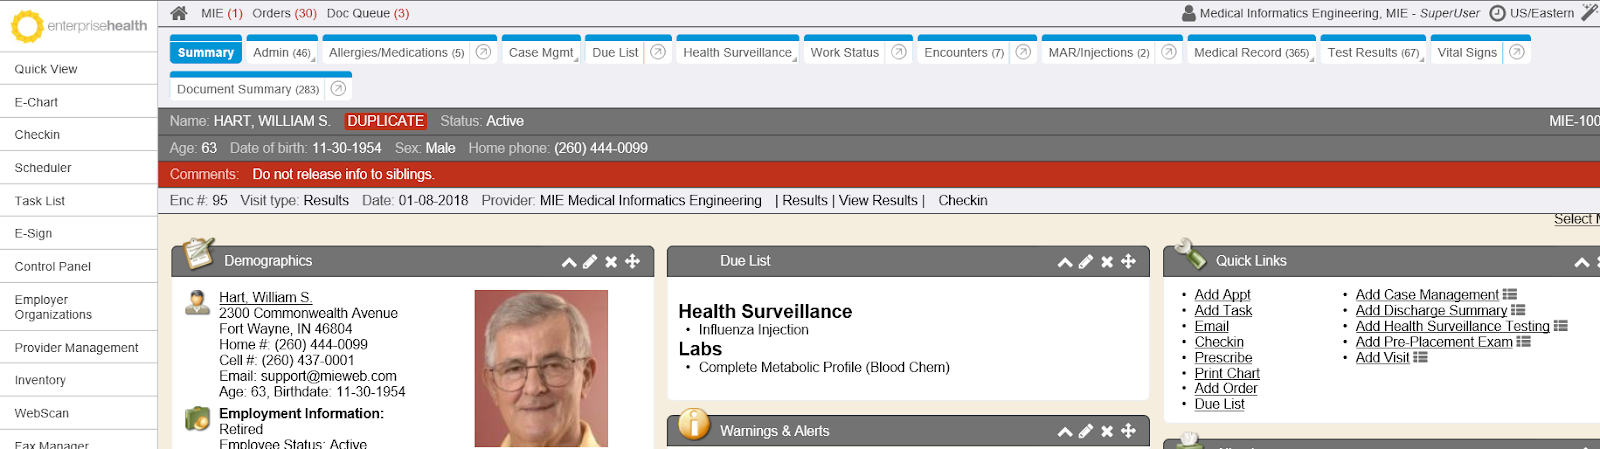 enterprisehealth
MIE (1) Orders (30) Doc Queue (3)
Medical Informatics Engineering, MIE - SuperUser US/Eastern
Summary Admin (46) Allergies/Medications (5) Case Mgmt Due List Health Surveillance Work Status Encounters (7) MAR/Injections (2) Medical Record (365) Test Results (67) Vital Signs
Document Summary (283)
Quick View
E-Chart
Checkin
Scheduler
Task List
E-Sign
Control Panel
Employer
Organizations
Provider Management
Inventory
WebScan
Fax Manager
Name: HART, WILLIAM S. DUPLICATE Status: Active MIE-100
Age: 63 Date of birth: 11-30-1954 Sex: Male Home phone: (260) 444-0099
Comments: Do not release info to siblings.
Enc #: 95 Visit type: Results Date: 01-08-2018 Provider: MIE Medical Informatics Engineering | Results | View Results | Checkin
Select
Demographics
Hart, William S.
2300 Commonwealth Avenue
Fort Wayne, IN 46804
Home #: (260) 444-0099
Cell #: (260) 437-0001
Email: support@mieweb.com
Age: 63, Birthdate: 11-30-1954
Employment Information:
Retired
Employee Status: Active
Due List
Health Surveillance
• Influenza Injection
Labs
• Complete Metabolic Profile (Blood Chem)
Warnings & Alerts
Quick Links
• Add Appt
• Add Task
• Email
• Checkin
• Prescribe
• Print Chart
• Add Order
• Due List
• Add Case Management
• Add Discharge Summary
• Add Health Surveillance Testing
• Add Pre-Placement Exam
• Add Visit